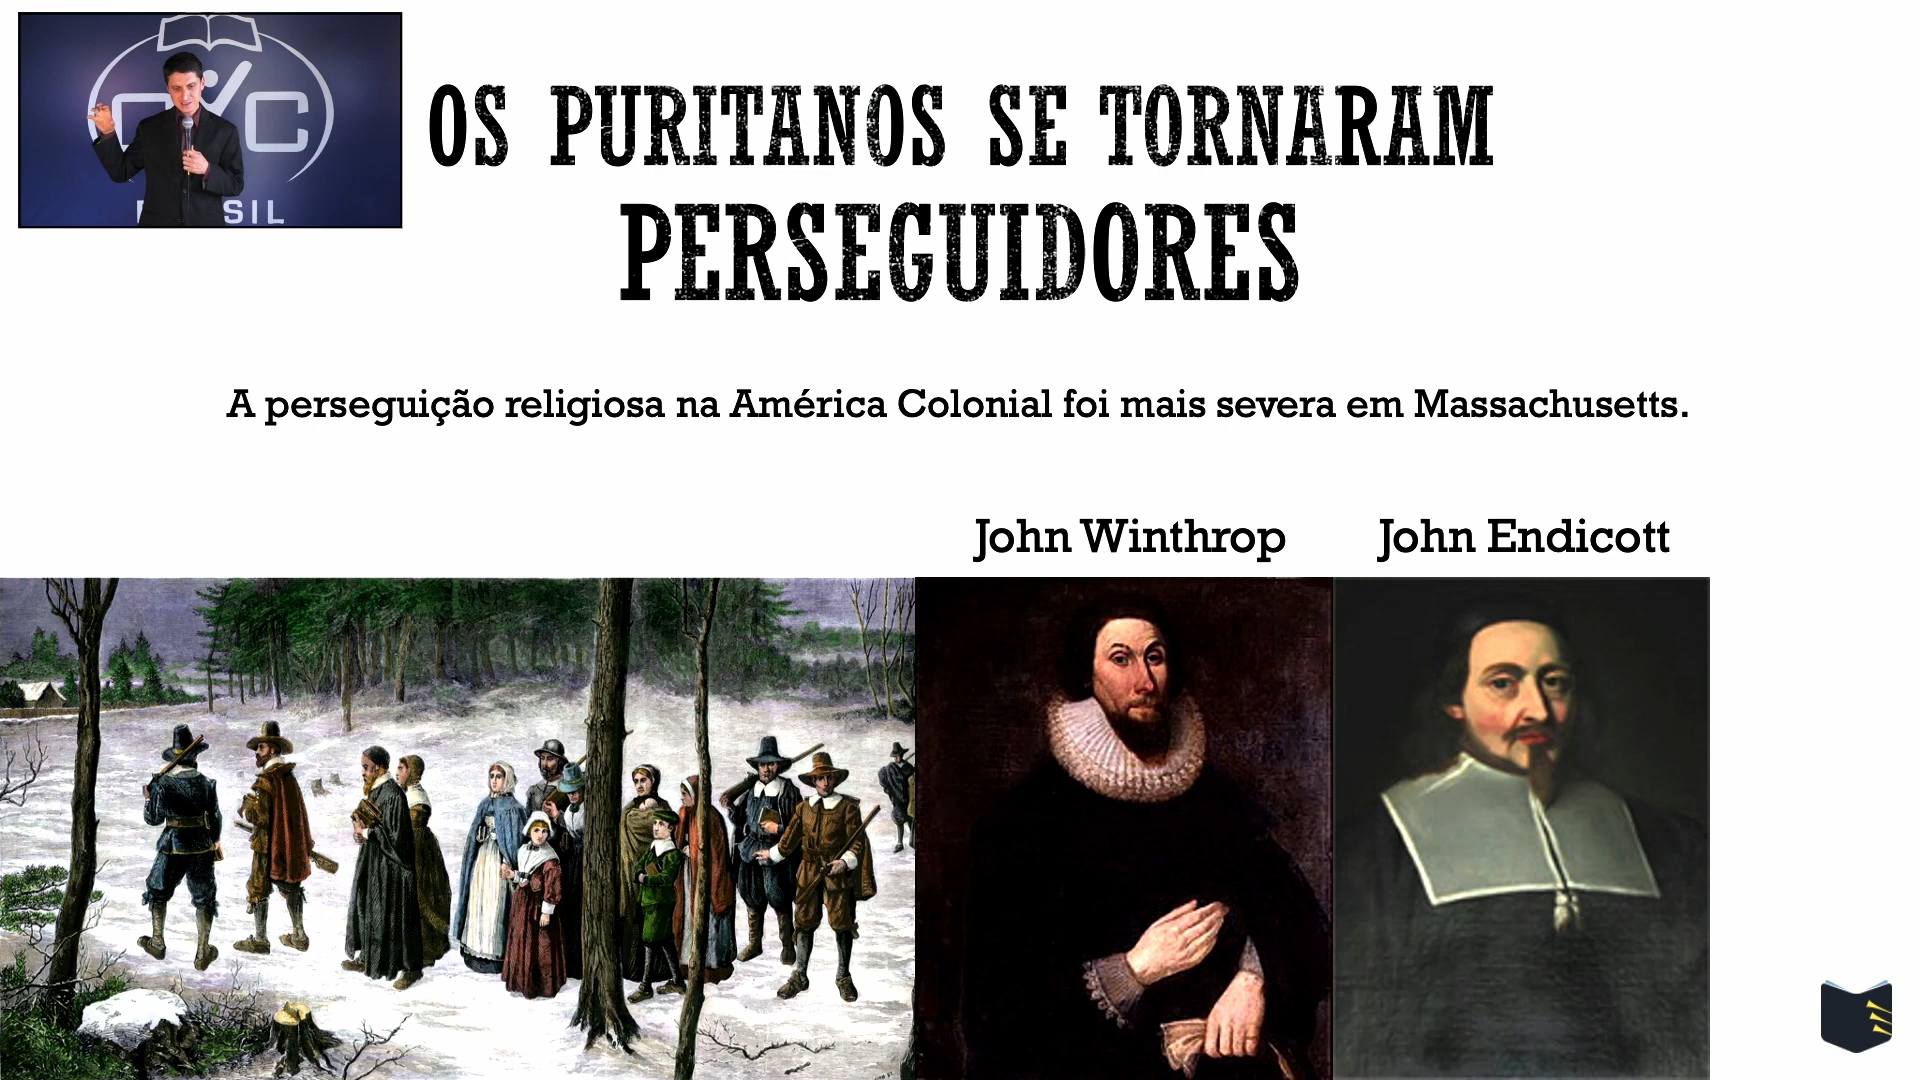 OS PURITANOS SE TORNARAM
PERSEGUIDORES
A perseguição religiosa na América Colonial foi mais severa em Massachusetts.
John Winthrop John Endicott